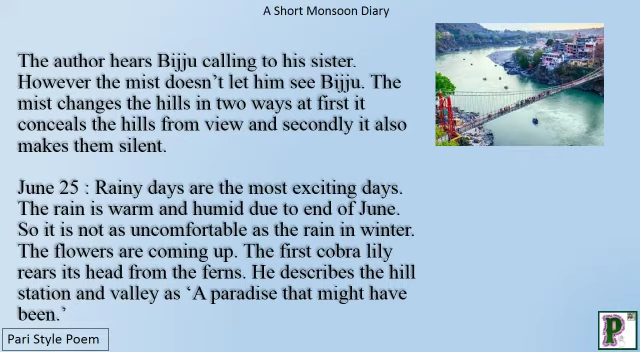 A Short Monsoon Diary
The author hears Bijju calling to his sister.
However the mist doesn't let him see Bijju. The
mist changes the hills in two ways at first it
conceals the hills from view and secondly it also
makes them silent.
June 25 : Rainy days are the most exciting days.
The rain is warm and humid due to end of June.
So it is not as uncomfortable as the rain in winter.
The flowers are coming up. The first cobra lily
rears its head from the ferns. He describes the hill
station and valley as ‘A paradise that might have
been.’
Pari Style Poem
P